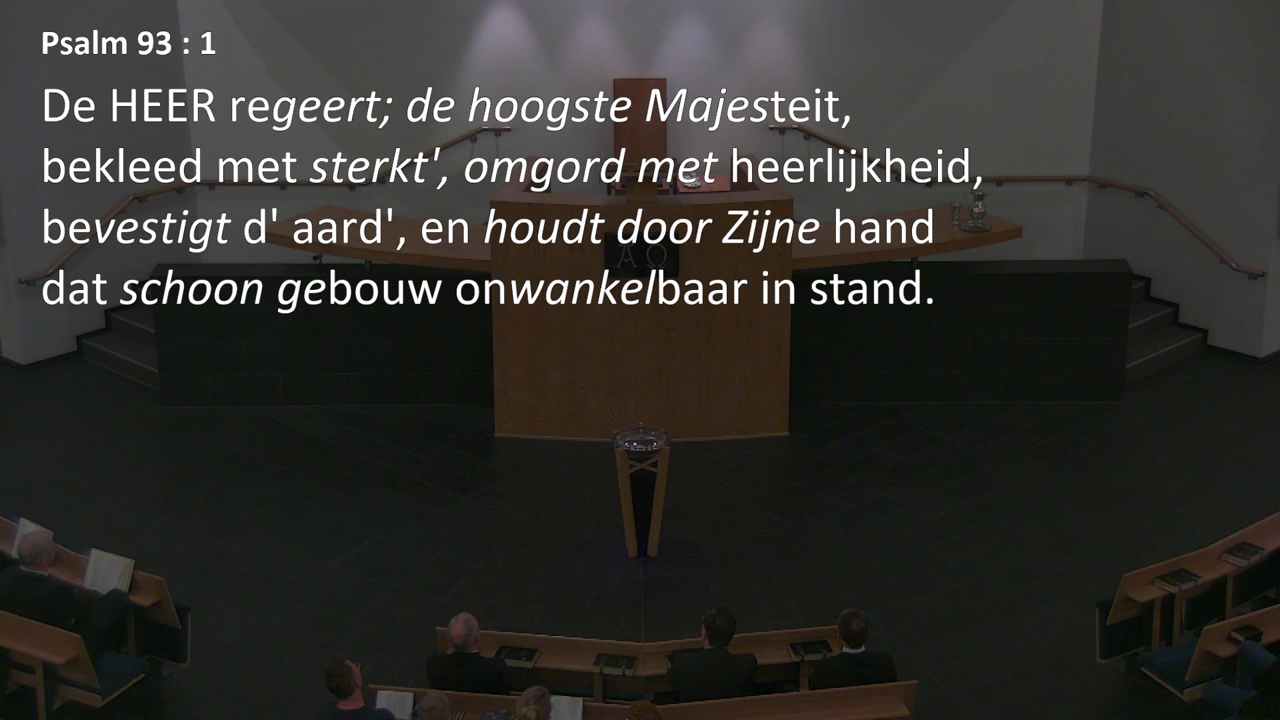 Psalm 93 : 1
De HEER regeert; de hoogste Majesteit,
bekleed met sterkt', omgord met heerlijkheid,
bevestigt d' aard', en houdt door Zijne hand
dat schoon gebouw onwankelbaar in stand.
ΑΩ